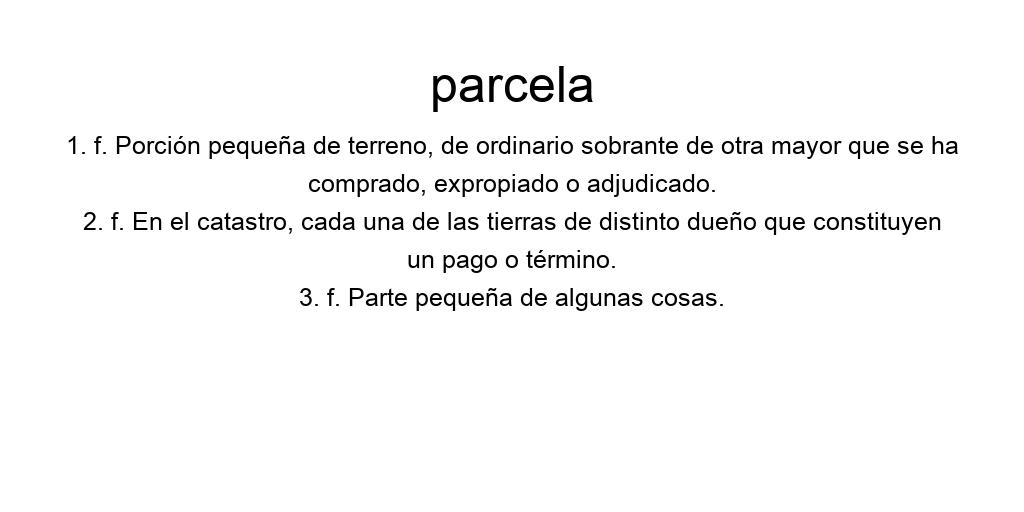 parcela
1. f. Porción pequeña de terreno, de ordinario sobrante de otra mayor que se ha
comprado, expropiado o adjudicado.
2. f. En el catastro, cada una de las tierras de distinto dueño que constituyen
un pago o término.
3. f. Parte pequeña de algunas cosas.